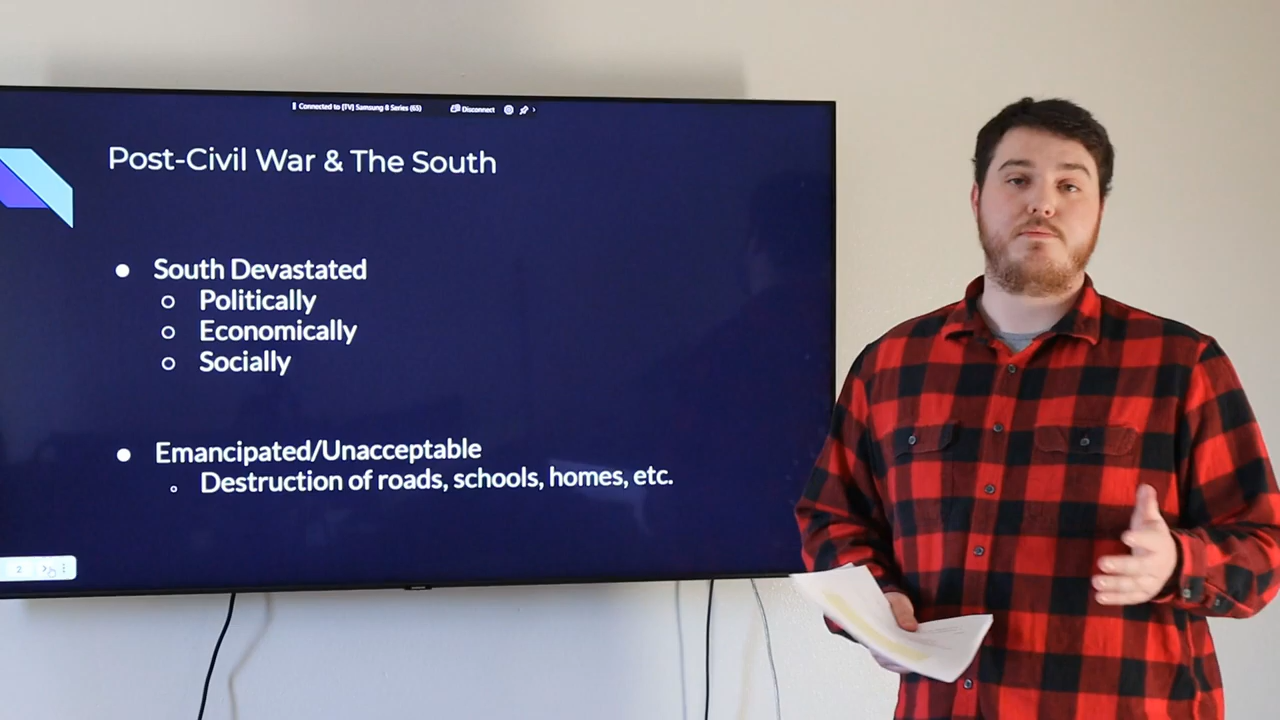 Connected to [TV] Samsung 8 Series (65) Disconnect
Post-Civil War & The South
South Devastated
Politically
Economically
Socially
Emancipated/Unacceptable
Destruction of roads, schools, homes, etc.
2